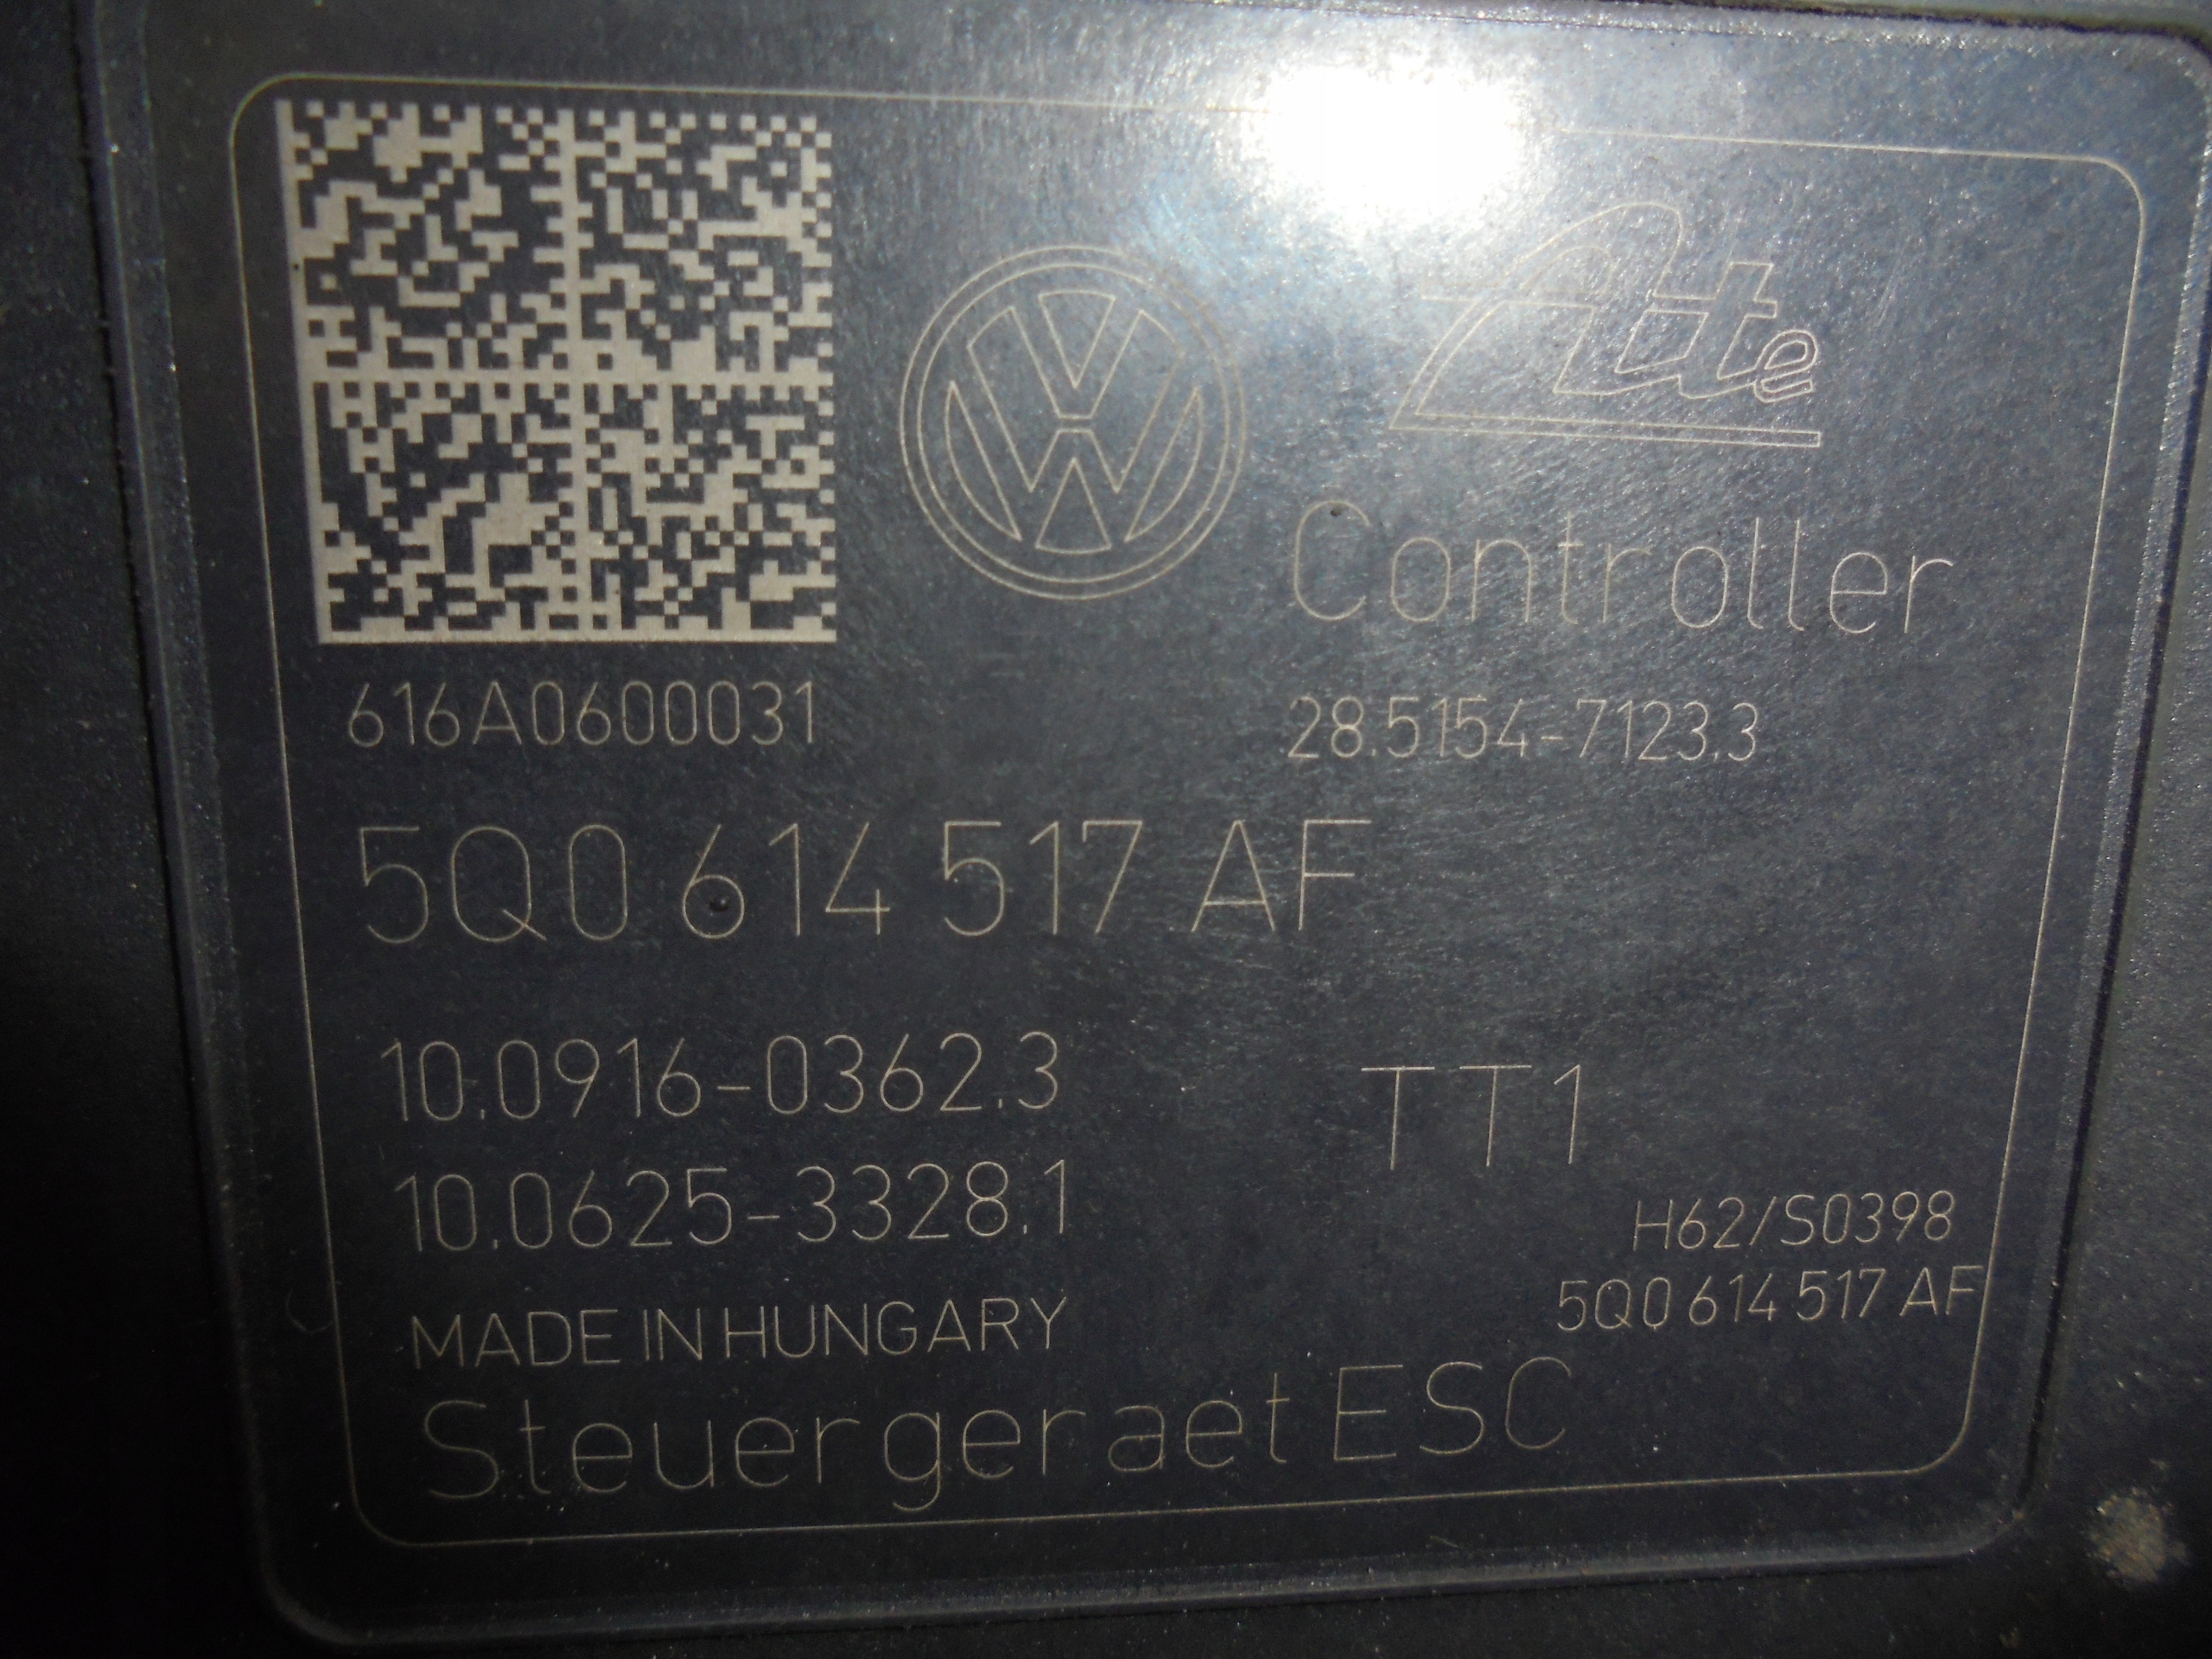 VW
Ate
Controller
616A0600031
28.5154-7123.3
5Q0 614 517 AF
10.0916-0362.3
TT1
10.0625-3328.1
H62/S0398
5Q0 614 517 AF
MADE IN HUNGARY
Steuergeraet ESC